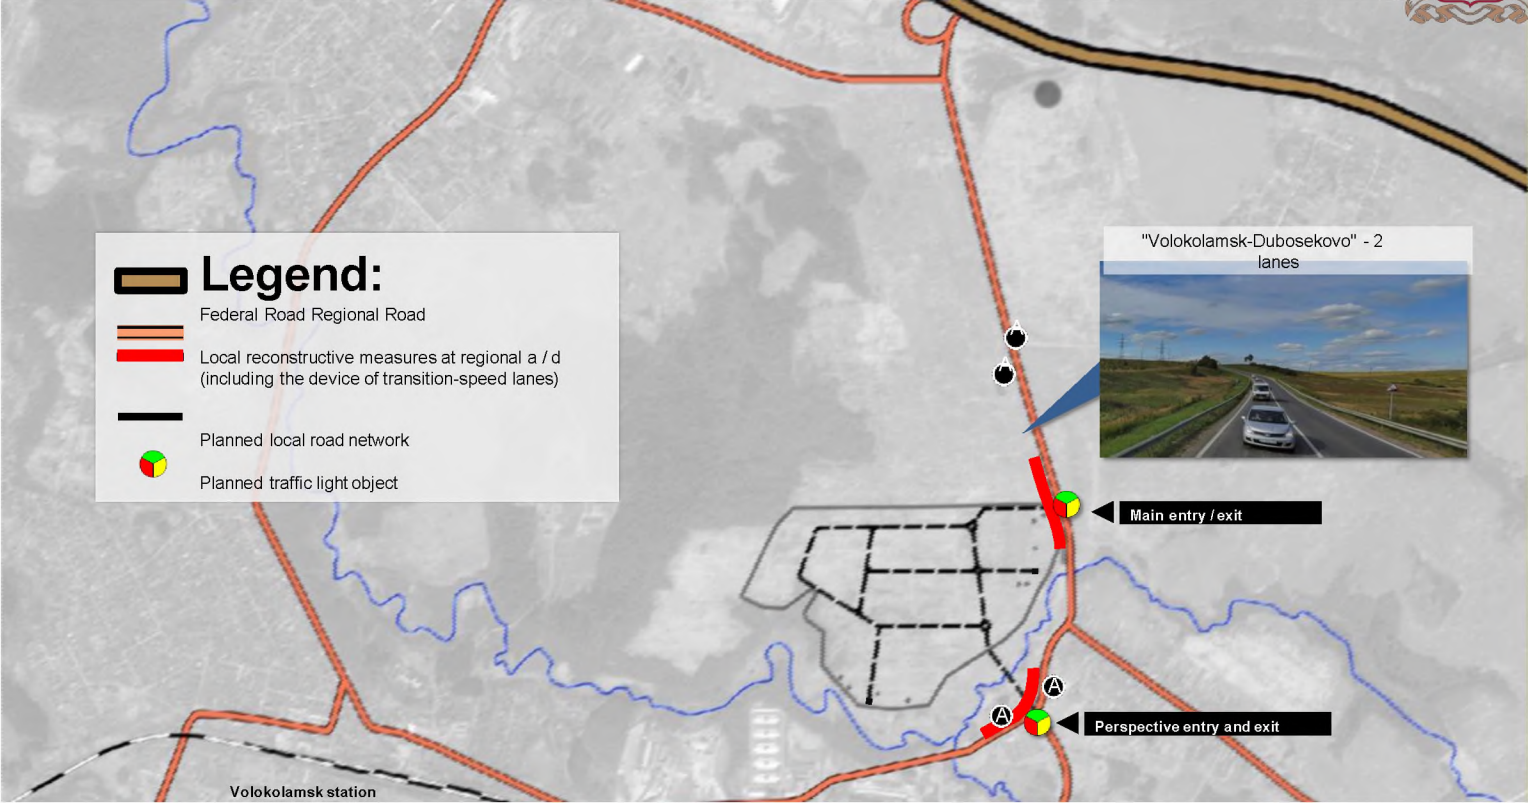 "Volokolamsk-Dubosekovo" - 2
lanes
Legend:
Federal Road Regional Road
Local reconstructive measures at regional a / d
(including the device of transition-speed lanes)
Planned local road network
Planned traffic light object
A
A
Main entry / exit
A
A
Perspective entry and exit
Volokolamsk station